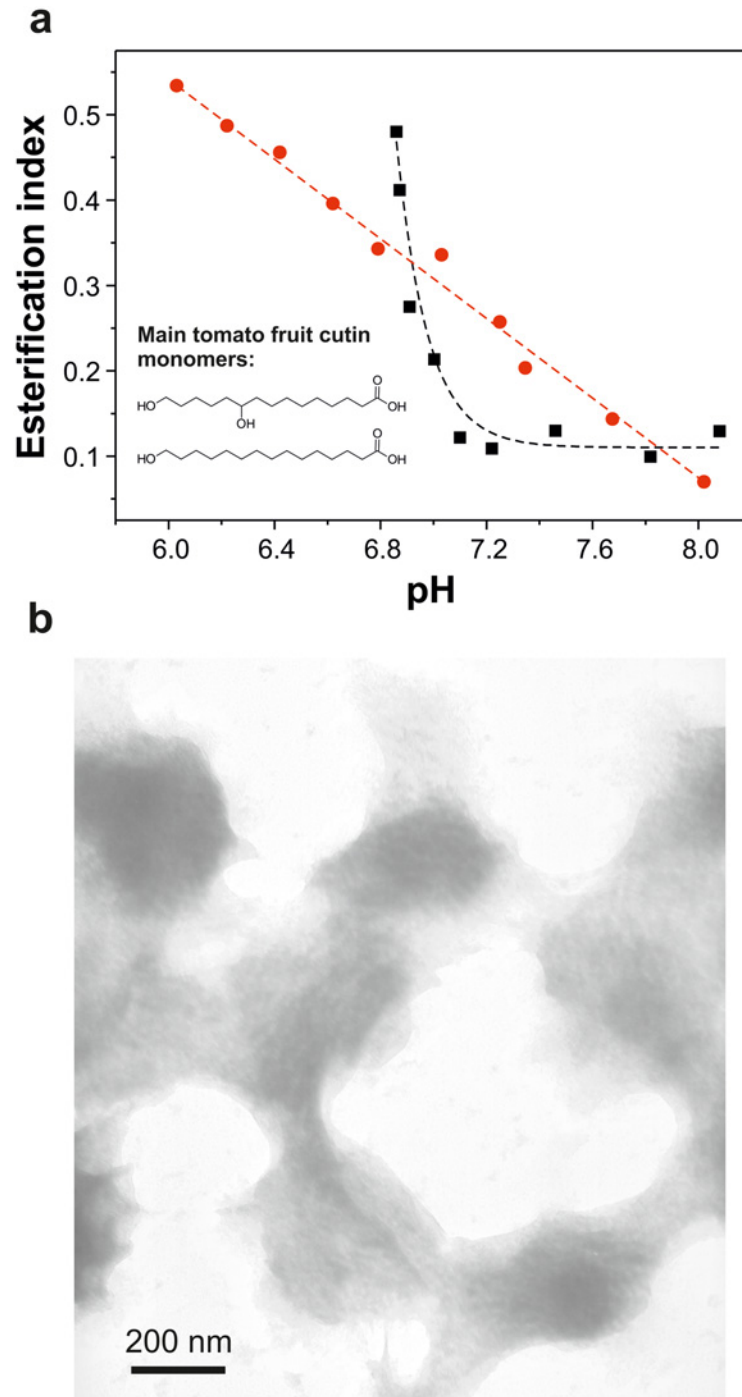 a
Esterification index
0.5
0.4
0.3
0.2
0.1
Main tomato fruit cutin
monomers:
HO
OH
O
OH
HO
O
OH
6.0 6.4 6.8 7.2 7.6 8.0
pH
b
200 nm